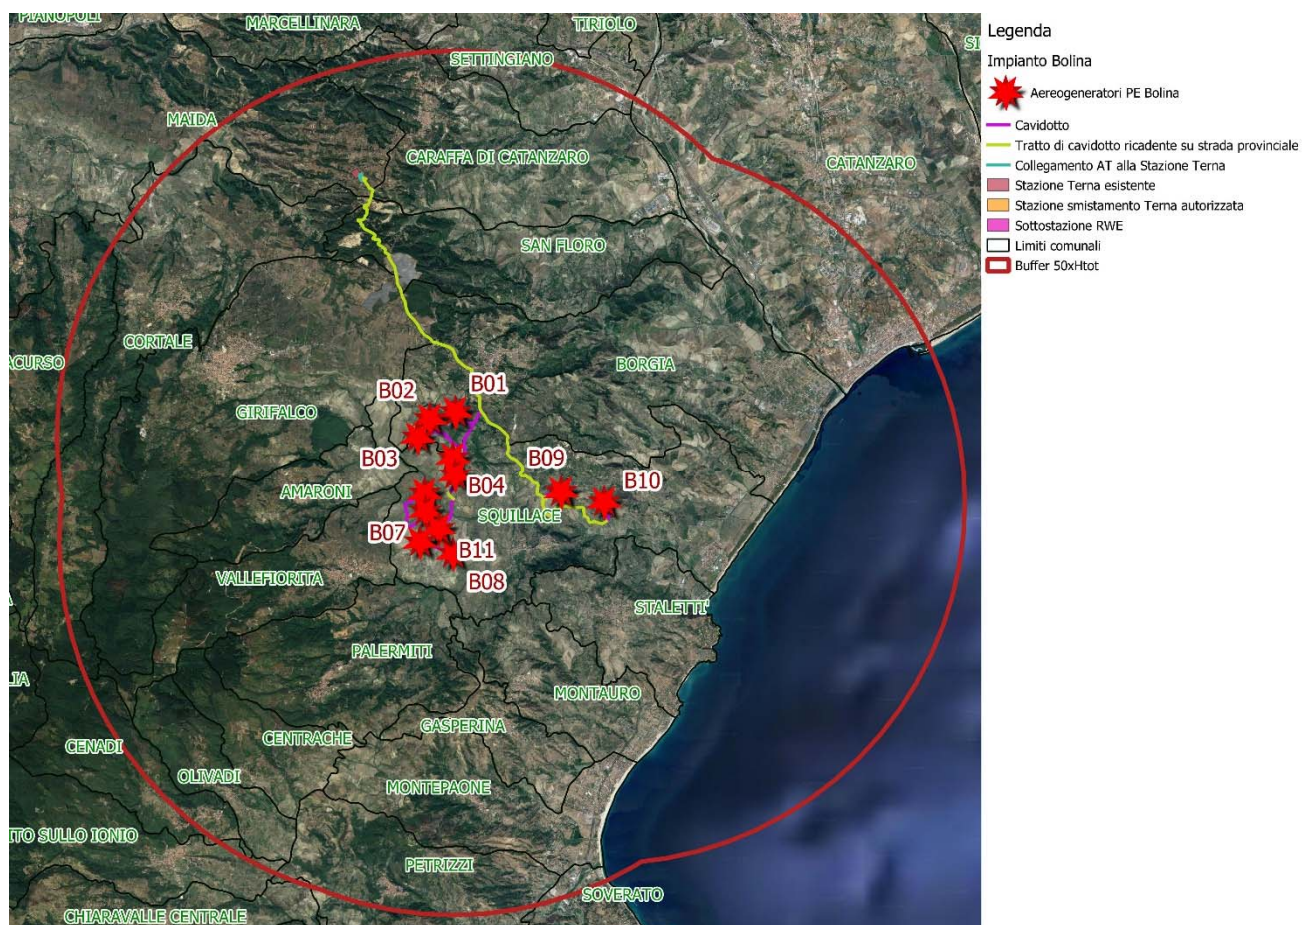 PIANOPOLI
MARCELLINARA
TIRIOLO
SETTINGIANO
MAIDA
CARAFFA DI CATANZARO
CATANZARO
SAN FLORO
CORTALE
ACURSO
BORGIA
GIRIFALCO
B02
B01
B03
B04
B09
B10
AMARONI
SQUILLACE
B07
B11
B08
VALLEFIORITA
STALETTI'
PALERMITI
MONTAURO
GASPERINA
CENTRACHE
CENADI
OLIVADI
MONTEPAONE
ITO SULLO IONIO
PETRIZZI
SOVERATO
CHIARAVALLE CENTRALE
Legenda
Impianto Bolina
Aereogeneratori PE Bolina
Cavidotto
Tratto di cavidotto ricadente su strada provinciale
Collegamento AT alla Stazione Terna
Stazione Terna esistente
Stazione smistamento Terna autorizzata
Sottostazione RWE
Limiti comunali
Buffer 50xHtot